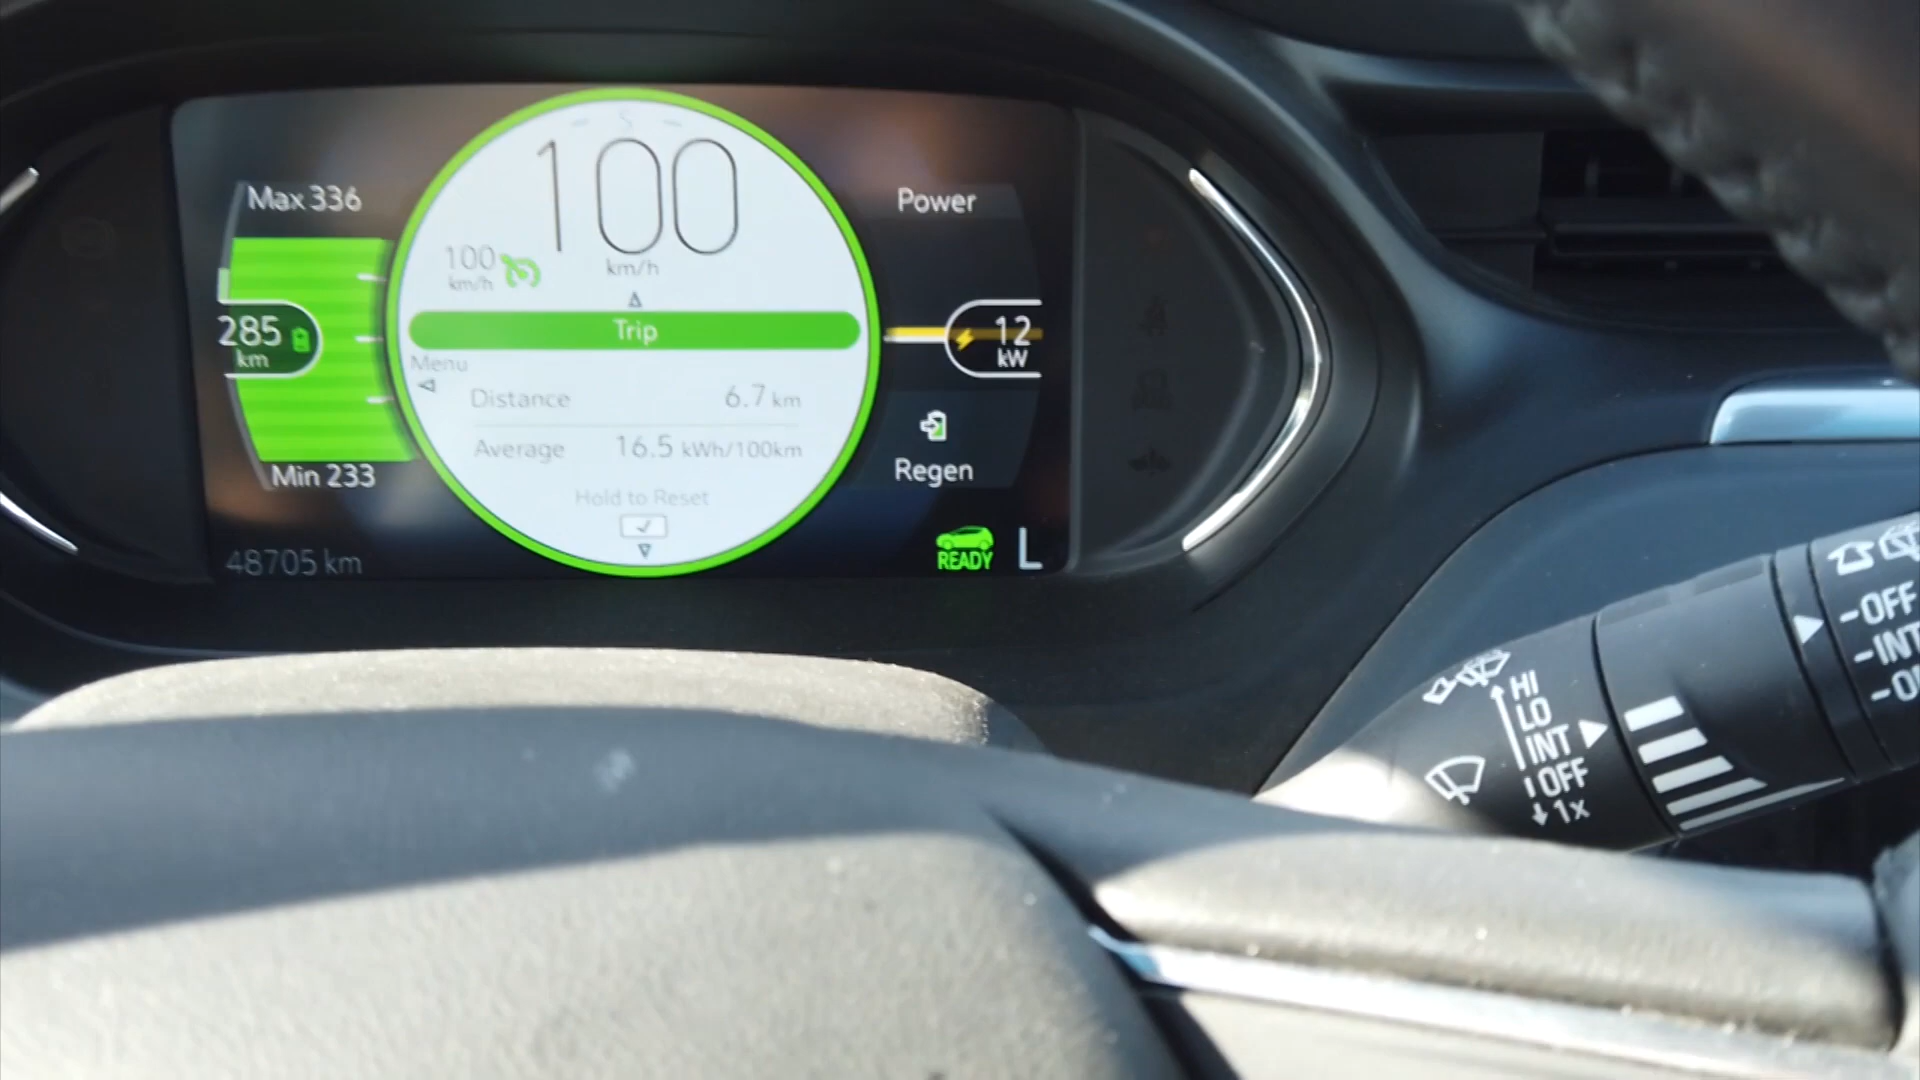 S
100
km/h
100
km/h
Max 336
285
km
Min 233
48705 km
Trip
Menu
Distance 6.7 km
Average 16.5 kWh/100km
Hold to Reset
Power
12
kW
Regen
READY L
HI
LO
INT
OFF
1x
-OFF
-INT